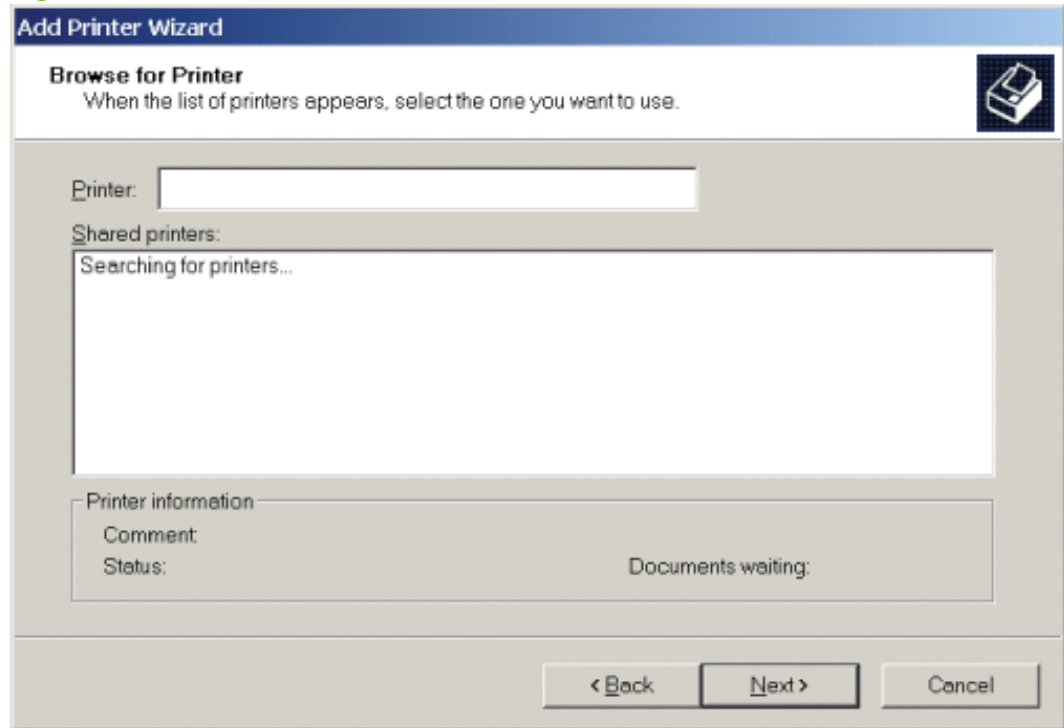 Add Printer Wizard
Browse for Printer
When the list of printers appears, select the one you want to use.
Printer:
Shared printers:
Searching for printers...
Printer information
Comment:
Status: Documents waiting:
< Back Next > Cancel